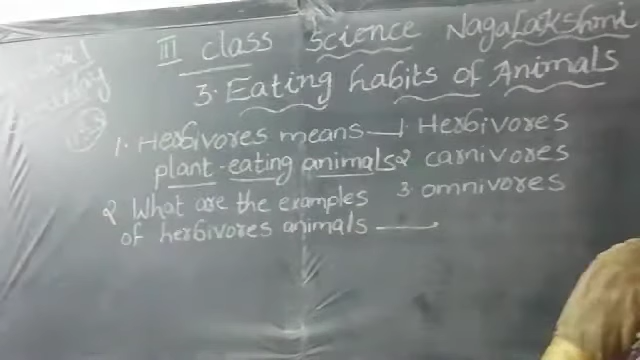 III class Science NagaLakshmi
3. Eating habits of Animals
1. Herbivores means — 1. Herbivores
plant-eating animals 2 carnivores
3. omnivores
2 What are the examples
of herbivores animals —